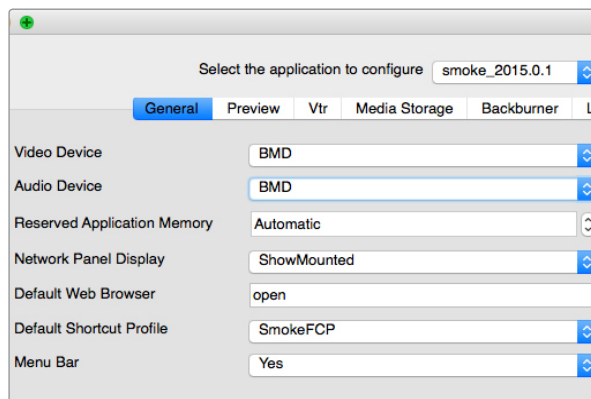 Select the application to configure smoke_2015.0.1
General Preview Vtr Media Storage Backburner L
Video Device BMD
Audio Device BMD
Reserved Application Memory Automatic
Network Panel Display ShowMounted
Default Web Browser open
Default Shortcut Profile SmokeFCP
Menu Bar Yes